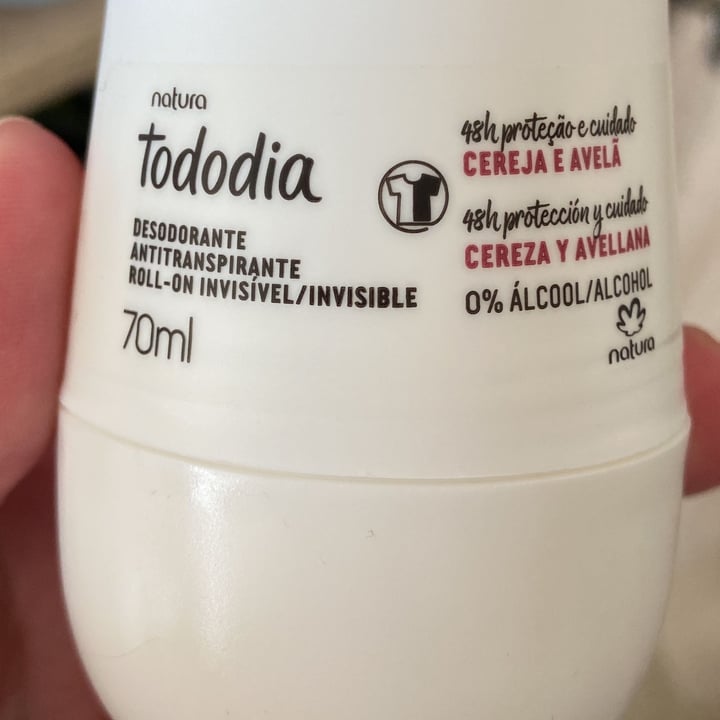 natura
tododia
DESODORANTE
ANTITRANSPIRANTE
ROLL-ON INVISÍVEL/INVISIBLE
70ml
48h proteção e cuidado
CEREJA E AVELÃ
48h protección y cuidado
CEREZA Y AVELLANA
0% ÁLCOOL/ALCOHOL
natura